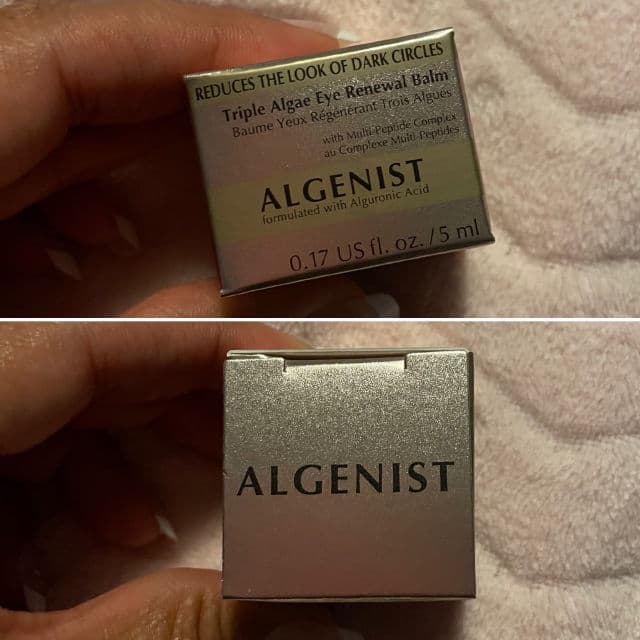 REDUCES THE LOOK OF DARK CIRCLES
Triple Algae Eye Renewal Balm
Baume Yeux Régénérant Trois Algues
with Multi-Peptide Complex
au Complexe Multi-Peptides
ALGENIST
formulated with Alguronic Acid
0.17 US fl. oz. /5 ml
ALGENIST